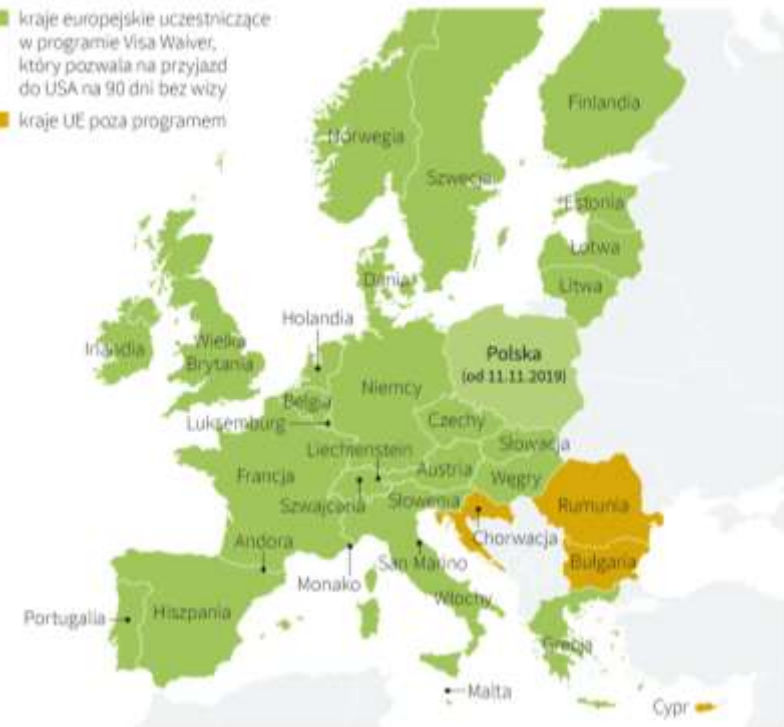 kraje europejskie uczestniczące
w programie Visa Waiver,
który pozwala na przyjazd
do USA na 90 dni bez wizy
kraje UE poza programem
Finlandia
Norwegia
Szwecja
Estonia
Łotwa
Litwa
Dania
Holandia
Irlandia
Wielka
Brytania
Polska
(od 11.11.2019)
Niemcy
Belgia
Luksemburg
Czechy
Słowacja
Liechtenstein
Austria
Węgry
Francja
Szwajcaria
Słowenia
Rumunia
Chorwacja
Andora
San Marino
Bułgaria
Monako
Włochy
Portugalia
Hiszpania
Grecja
Malta
Cypr